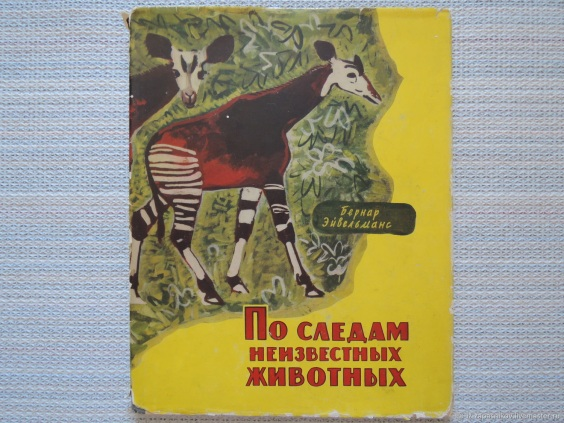 Бернар
Эйвельманс
По следам
неизвестных
животных